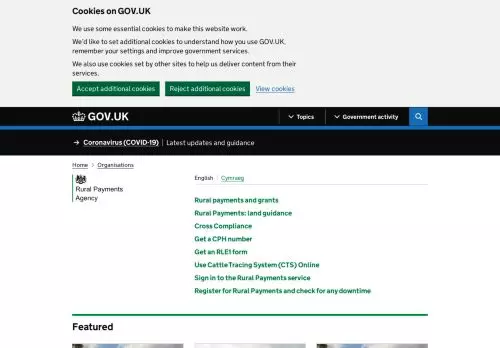 Cookies on GOV.UK
We use some essential cookies to make this website work.
We'd like to set additional cookies to understand how you use GOV.UK,
remember your settings and improve government services.
We also use cookies set by other sites to help us deliver content from their
services.
Accept additional cookies Reject additional cookies View cookies
GOV.UK Topics Government activity
→ Coronavirus (COVID-19) Latest updates and guidance
Home Organisations
English Cymraeg
Rural Payments
Agency
Rural payments and grants
Rural Payments: land guidance
Cross Compliance
Get a CPH number
Get an RLE1 form
Use Cattle Tracing System (CTS) Online
Sign in to the Rural Payments service
Register for Rural Payments and check for any downtime
Featured